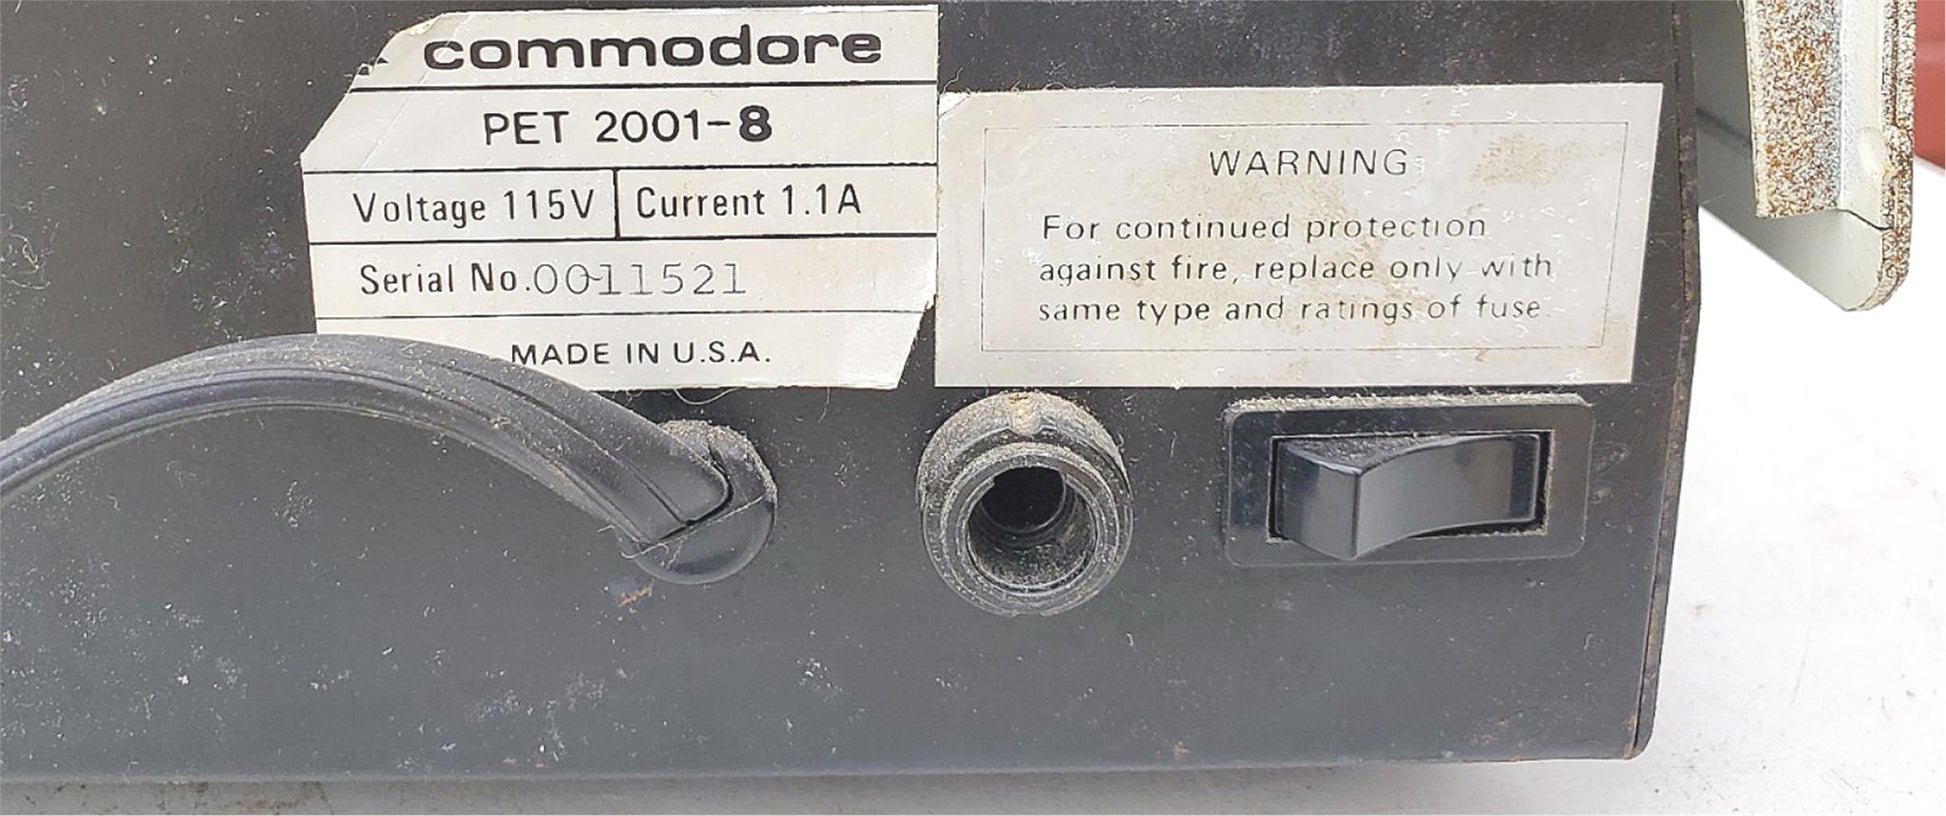 commodore
PET 2001-8
Voltage 115V Current 1.1A
Serial No. 0011521
MADE IN U.S.A.
WARNING
For continued protection
against fire, replace only with
same type and ratings of fuse.